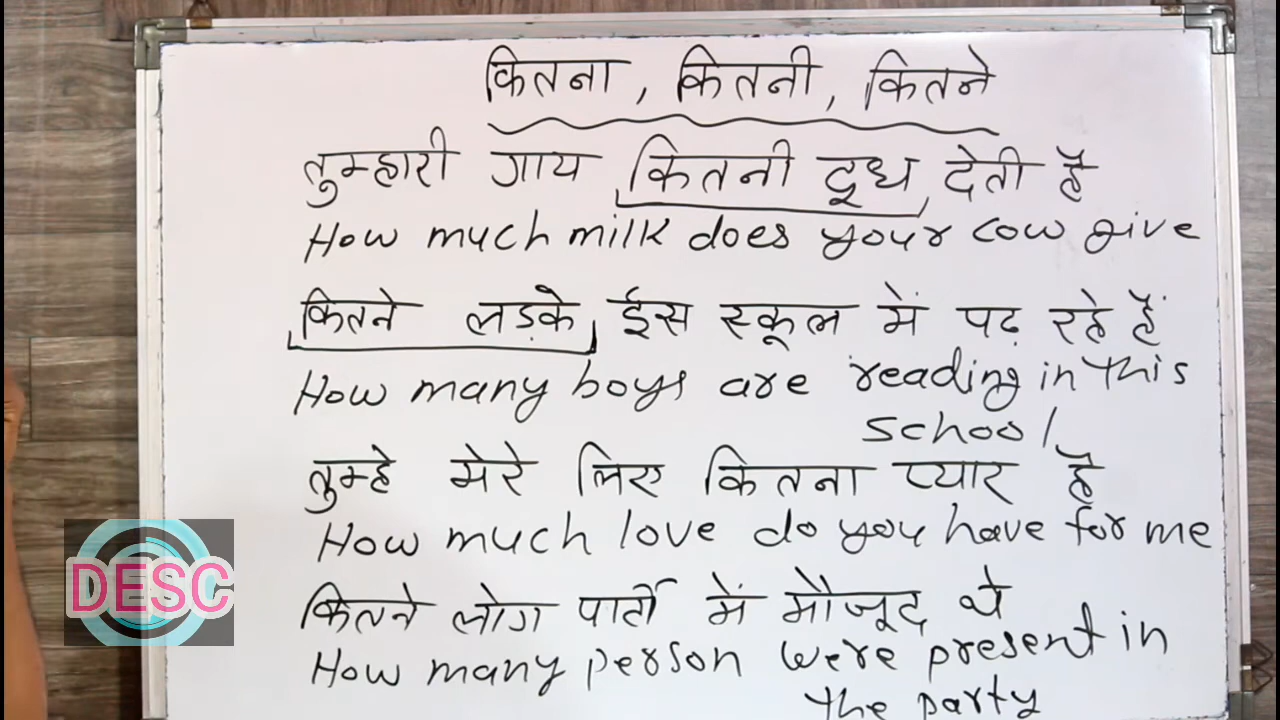 कितना, कितनी, कितने
तुम्हारी गाय कितनी दूध देती है
How much milk does your cow give
कितने लड़के ईस स्कूल में पढ़ रहे हैं
How many boys are reading in this
school
तुम्हे मेरे लिए कितना प्यार है
How much love do you have for me
कितने लोग पार्टी में मौजूद थे
How many person were present in
the party
DESC